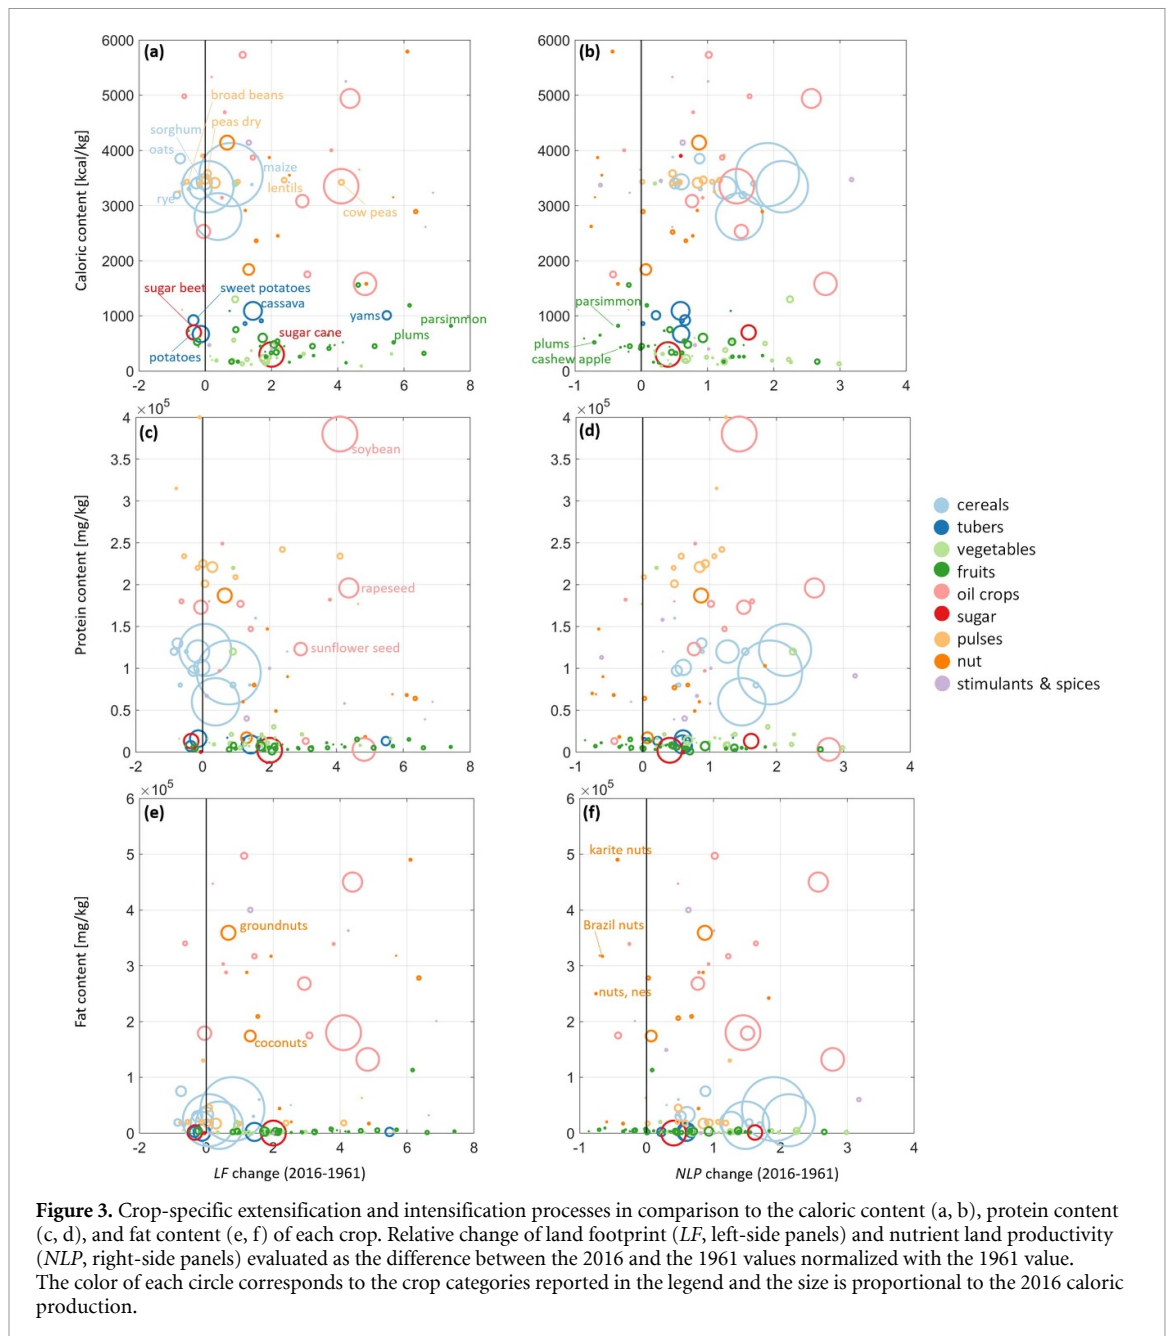 (a)
6000
5000
4000
3000
2000
1000
0
Caloric content [kcal/kg]
broad beans
peas dry
sorghum
oats
maize
lentils
rye
cow peas
sugar beet
sweet potatoes
cassava
yams
parsimmon
plums
sugar cane
potatoes
-2 0 2 4 6 8
(b)
6000
5000
4000
3000
2000
1000
0
parsimmon
plums
cashew apple
-1 0 1 2 3 4
(c)
×10⁵
4
3.5
3
2.5
2
1.5
1
0.5
0
Protein content [mg/kg]
soybean
rapeseed
sunflower seed
-2 0 2 4 6 8
(d)
×10⁵
4
3.5
3
2.5
2
1.5
1
0.5
0
-1 0 1 2 3 4
cereals
tubers
vegetables
fruits
oil crops
sugar
pulses
nut
stimulants & spices
(e)
×10⁵
6
5
4
3
2
1
0
Fat content [mg/kg]
groundnuts
coconuts
-2 0 2 4 6 8
LF change (2016-1961)
(f)
×10⁵
6
5
4
3
2
1
0
karite nuts
Brazil nuts
nuts, nes
-1 0 1 2 3 4
NLP change (2016-1961)
Figure 3. Crop-specific extensification and intensification processes in comparison to the caloric content (a, b), protein content
(c, d), and fat content (e, f) of each crop. Relative change of land footprint (LF, left-side panels) and nutrient land productivity
(NLP, right-side panels) evaluated as the difference between the 2016 and the 1961 values normalized with the 1961 value.
The color of each circle corresponds to the crop categories reported in the legend and the size is proportional to the 2016 caloric
production.